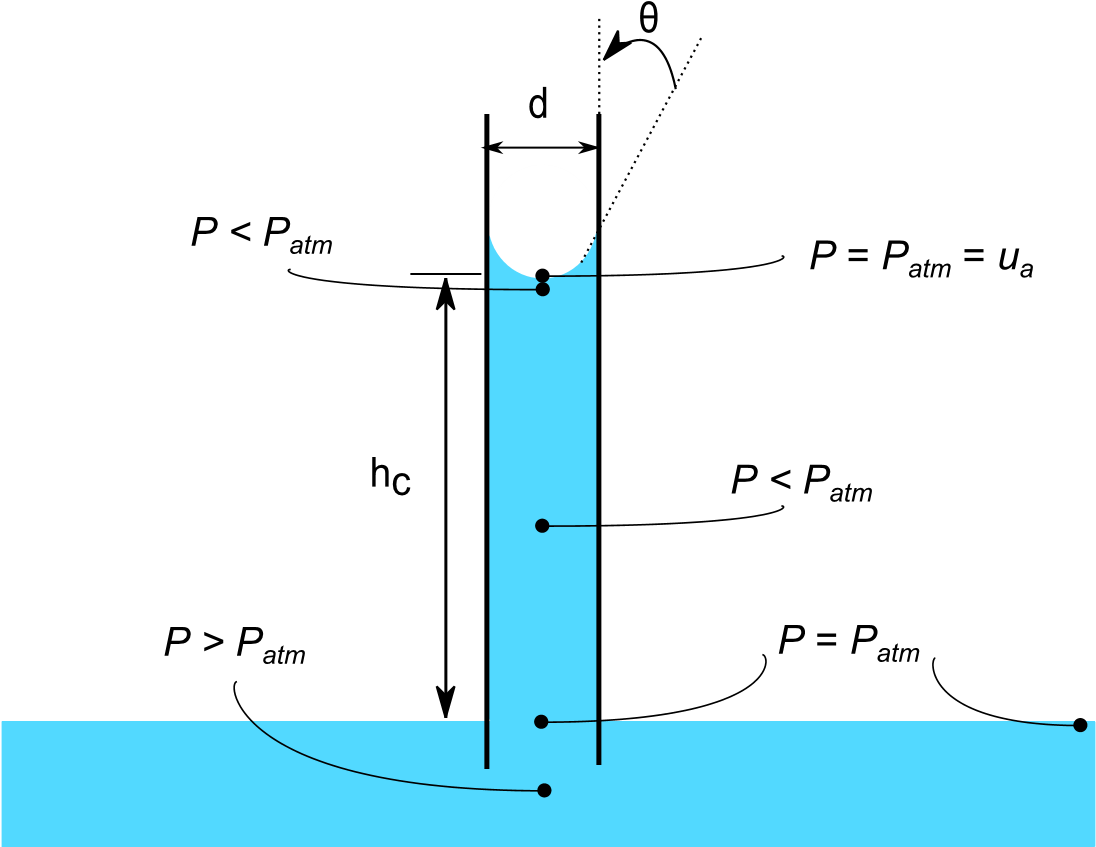 θ
d
P < Patm
P = Patm = ua
hc
P < Patm
P > Patm
P = Patm